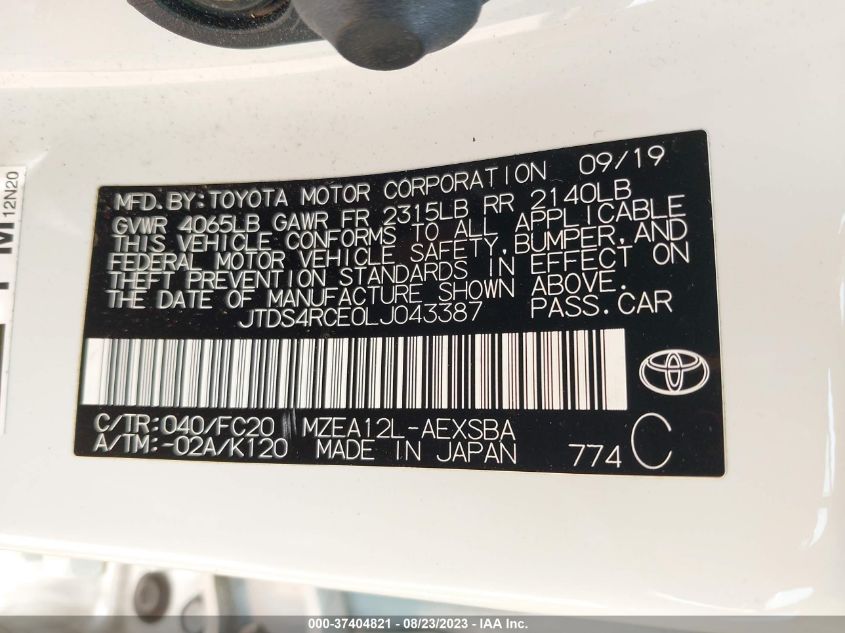 MFD. BY: TOYOTA MOTOR CORPORATION 09/19
GVWR 4065LB GAWR FR 2315LB RR 2140LB
THIS VEHICLE CONFORMS TO ALL APPLICABLE
FEDERAL MOTOR VEHICLE SAFETY, BUMPER, AND
THEFT PREVENTION STANDARDS IN EFFECT ON
THE DATE OF MANUFACTURE SHOWN ABOVE.
JTDS4RCE0LJ043387 PASS.CAR
C/TR:040/FC20 MZEA12L-AEXSBA
A/TM:-02A/K120 MADE IN JAPAN 774 C
12N20
000-37404821 - 08/23/2023 - IAA Inc.